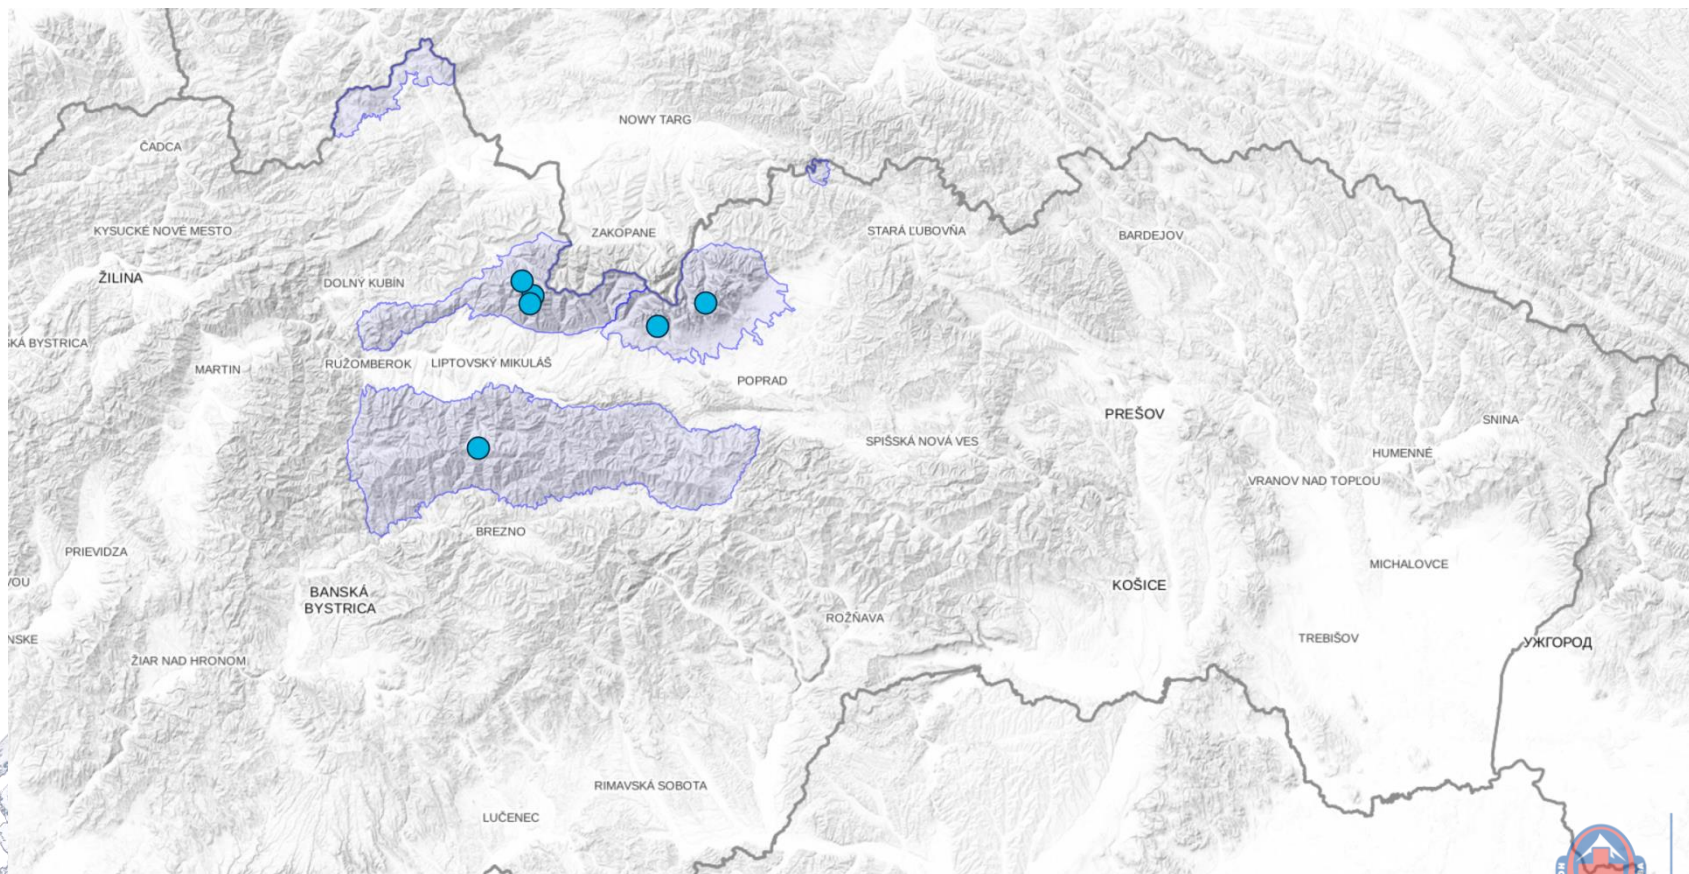 NOWY TARG
ČADCA
KYSUCKÉ NOVÉ MESTO
ZAKOPANE
STARÁ ĽUBOVŇA
BARDEJOV
ŽILINA
DOLNÝ KUBÍN
KÁ BYSTRICA
MARTIN
RUŽOMBEROK
LIPTOVSKÝ MIKULÁŠ
POPRAD
PREŠOV
SNINA
SPIŠSKÁ NOVÁ VES
HUMENNÉ
VRANOV NAD TOPĽOU
BREZNO
PRIEVIDZA
MICHALOVCE
VOU
BANSKÁ
BYSTRICA
KOŠICE
ROŽŇAVA
NSKE
TREBIŠOV
УЖГОРОД
ŽIAR NAD HRONOM
RIMAVSKÁ SOBOTA
LUČENEC